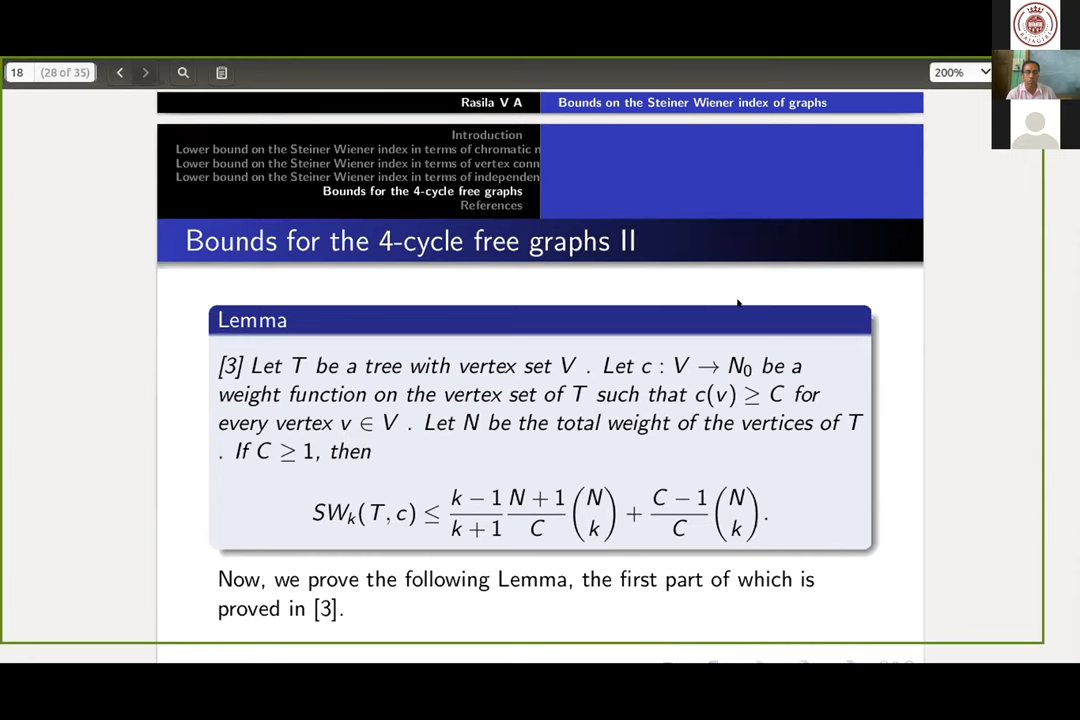 18 (28 of 35) 200%
RAJAGIRI
Rasila V A Bounds on the Steiner Wiener index of graphs
Introduction
Lower bound on the Steiner Wiener index in terms of chromatic n
Lower bound on the Steiner Wiener index in terms of vertex conn
Lower bound on the Steiner Wiener index in terms of independen
Bounds for the 4-cycle free graphs
References
Bounds for the 4-cycle free graphs II
Lemma
[3] Let T be a tree with vertex set V . Let c : V → N₀ be a
weight function on the vertex set of T such that c(v) ≥ C for
every vertex v ∈ V . Let N be the total weight of the vertices of T
. If C ≥ 1, then
SWₖ(T, c) ≤ \frac{k − 1}{k + 1} \frac{N + 1}{C} \binom{N}{k} + \frac{C − 1}{C} \binom{N}{k}.
Now, we prove the following Lemma, the first part of which is
proved in [3].